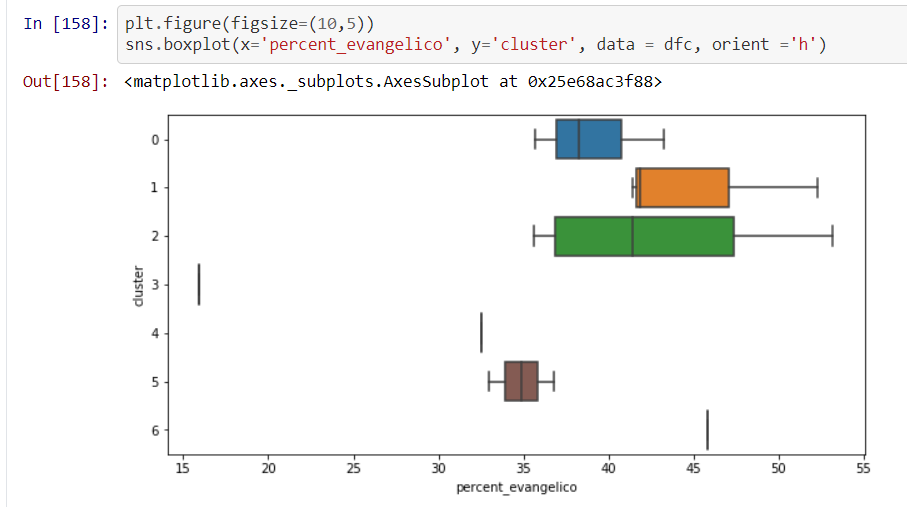 In [158]: plt.figure(figsize=(10,5))
sns.boxplot(x='percent_evangelico', y='cluster', data = dfc, orient ='h')
Out[158]: <matplotlib.axes._subplots.AxesSubplot at 0x25e68ac3f88>
0
1
2
3
4
5
6
cluster
15 20 25 30 35 40 45 50 55
percent_evangelico